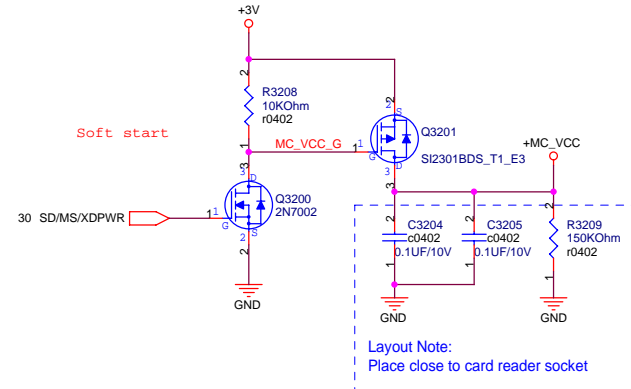 +3V
2
R3208
10KOhm
r0402
1
2
S
Q3201
Soft start
MC_VCC_G
1
1
G
D
3
SI2301BDS_T1_E3
+MC_VCC
3
3
D
Q3200
2N7002
30 SD/MS/XDPWR
1
1
G
S
2
2
GND
3
2
C3204
c0402
0.1UF/10V
1
2
C3205
c0402
0.1UF/10V
1
2
R3209
150KOhm
r0402
1
GND
GND
Layout Note:
Place close to card reader socket